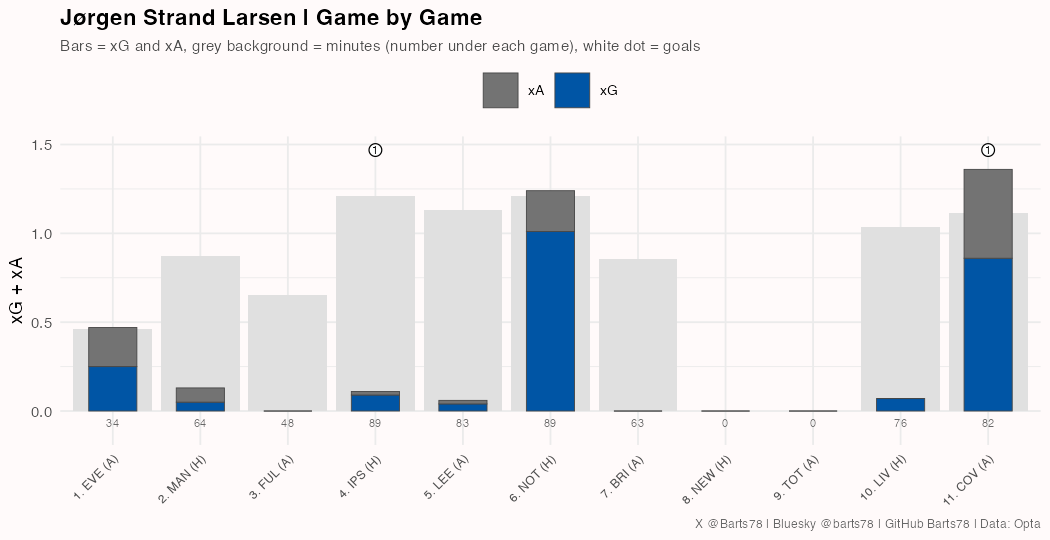 Jørgen Strand Larsen | Game by Game
Bars = xG and xA, grey background = minutes (number under each game), white dot = goals
xA xG
xG + xA
1.5
1.0
0.5
0.0
1 1
34 64 48 89 83 89 63 0 0 76 82
1. EVE (A)
2. MAN (H)
3. FUL (A)
4. IPS (H)
5. LEE (A)
6. NOT (H)
7. BRI (A)
8. NEW (H)
9. TOT (A)
10. LIV (H)
11. COV (A)
X @Barts78 | Bluesky @barts78 | GitHub Barts78 | Data: Opta